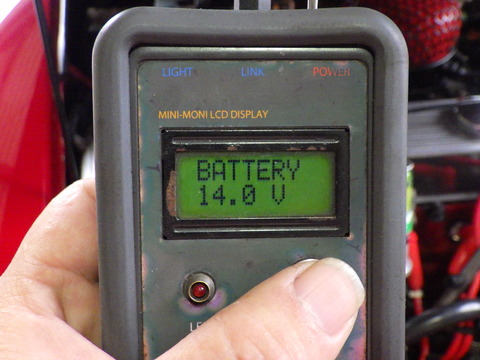 LIGHT LINK POWER
MINI-MONI LCD DISPLAY
BATTERY
14.0 V